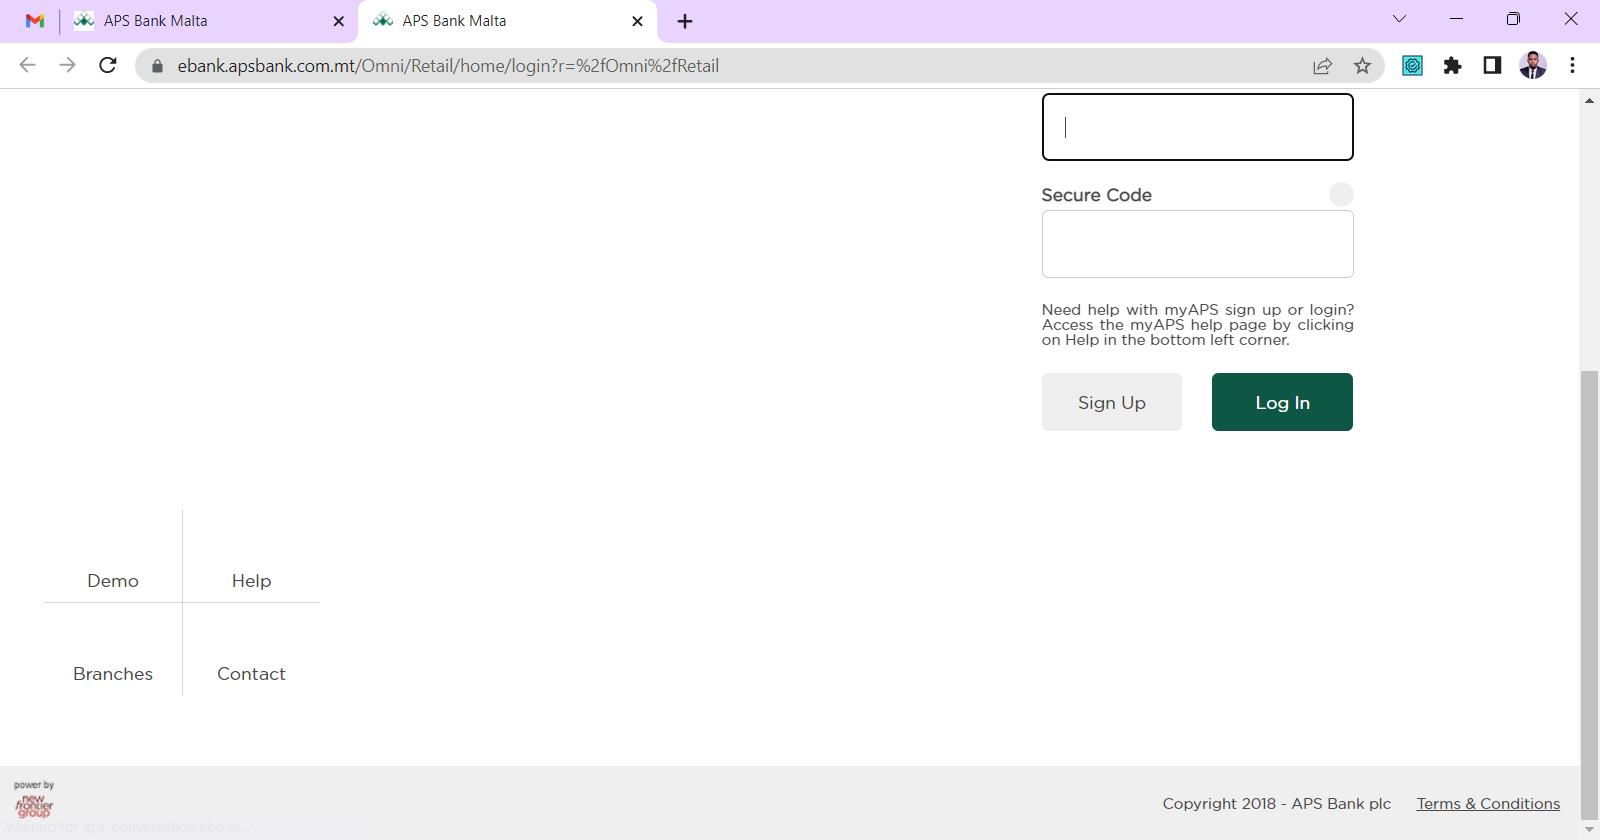 APS Bank Malta
APS Bank Malta
ebank.apsbank.com.mt/Omni/Retail/home/login?r=%2fOmni%2fRetail
Secure Code
Need help with myAPS sign up or login?
Access the myAPS help page by clicking
on Help in the bottom left corner.
Sign Up
Log In
Demo
Help
Branches
Contact
power by
new
frontier
group
Copyright 2018 - APS Bank plc
Terms & Conditions
Waiting for aps-conversation.ebo.ai...